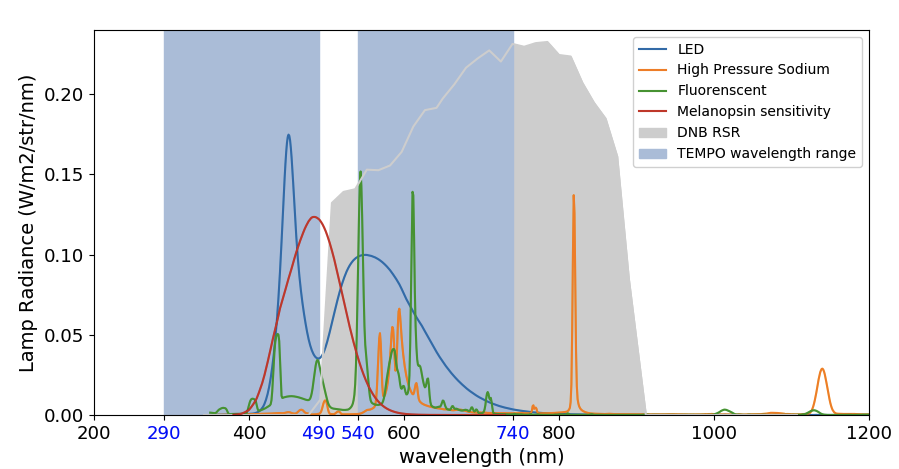 LED
High Pressure Sodium
Fluorenscent
Melanopsin sensitivity
DNB RSR
TEMPO wavelength range
Lamp Radiance (W/m2/str/nm)
0.20
0.15
0.10
0.05
0.00
200 290 400 490 540 600 740 800 1000 1200
wavelength (nm)